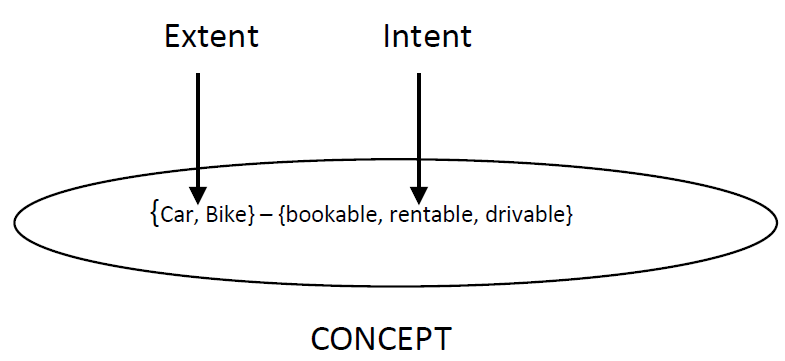 Extent Intent
{Car, Bike} – {bookable, rentable, drivable}
CONCEPT